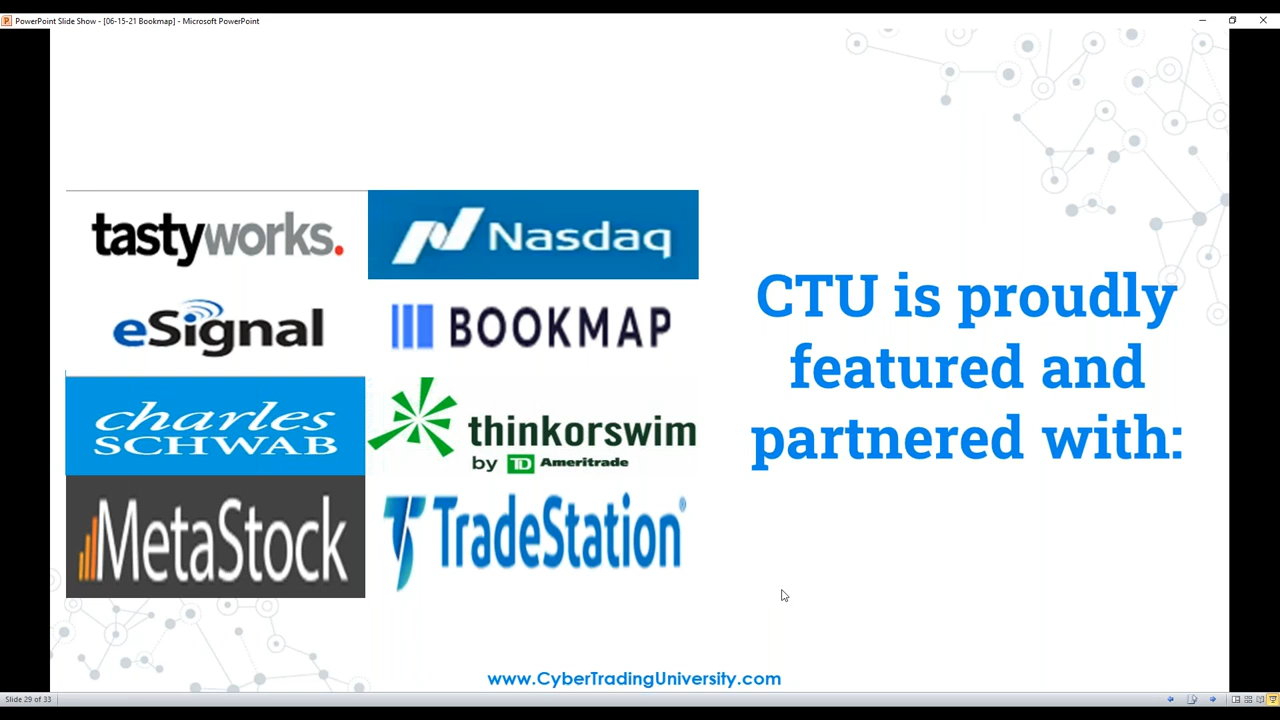 PowerPoint Slide Show - [06-15-21 Bookmap] - Microsoft PowerPoint
tastyworks.
Nasdaq
eSignal
BOOKMAP
charles
SCHWAB
thinkorswim
by TD Ameritrade
MetaStock
TradeStation®
CTU is proudly
featured and
partnered with:
www.CyberTradingUniversity.com
Slide 29 of 33